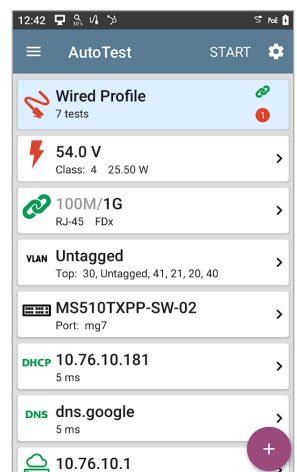 12:42 30% PoE
AutoTest START
Wired Profile
7 tests
1
54.0 V
Class: 4 25.50 W
100M/1G
RJ-45 FDx
VLAN Untagged
Top: 30, Untagged, 41, 21, 20, 40
MS510TXPP-SW-02
Port: mg7
DHCP 10.76.10.181
5 ms
DNS dns.google
5 ms
10.76.10.1
+